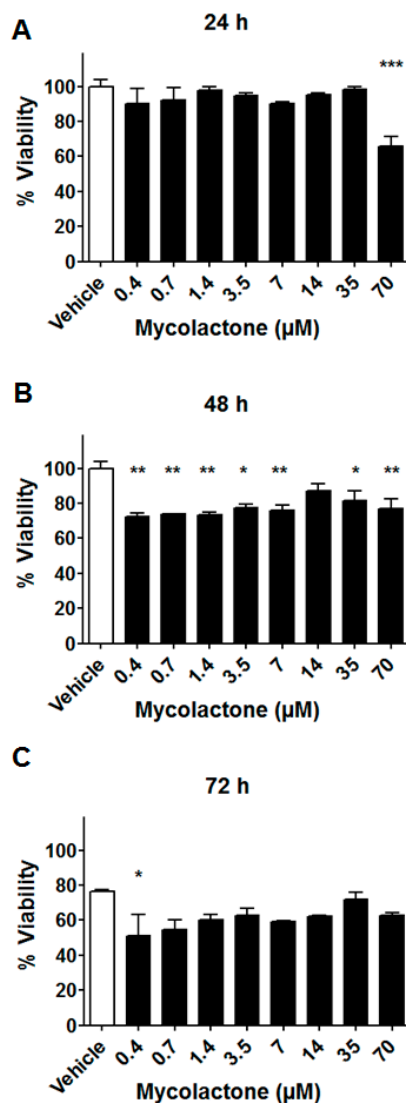 A
24 h
***
100
80
60
40
20
0
% Viability
Vehicle 0.4 0.7 1.4 3.5 7 14 35 70
Mycolactone (µM)
B
48 h
** ** ** * ** * **
100
80
60
40
20
0
% Viability
Vehicle 0.4 0.7 1.4 3.5 7 14 35 70
Mycolactone (µM)
C
72 h
*
100
80
60
40
20
0
% Viability
Vehicle 0.4 0.7 1.4 3.5 7 14 35 70
Mycolactone (µM)